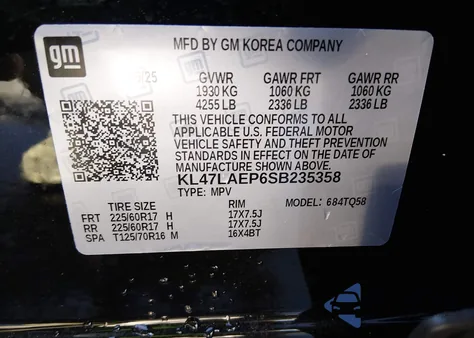 gm
MFD BY GM KOREA COMPANY
/25 GVWR GAWR FRT GAWR RR
1930 KG 1060 KG 1060 KG
4255 LB 2336 LB 2336 LB
THIS VEHICLE CONFORMS TO ALL
APPLICABLE U.S. FEDERAL MOTOR
VEHICLE SAFETY AND THEFT PREVENTION
STANDARDS IN EFFECT ON THE DATE OF
MANUFACTURE SHOWN ABOVE.
KL47LAEP6SB235358
TYPE: MPV MODEL: 684TQ58
TIRE SIZE RIM
FRT 225/60R17 H 17X7.5J
RR 225/60R17 H 17X7.5J
SPA T125/70R16 M 16X4BT